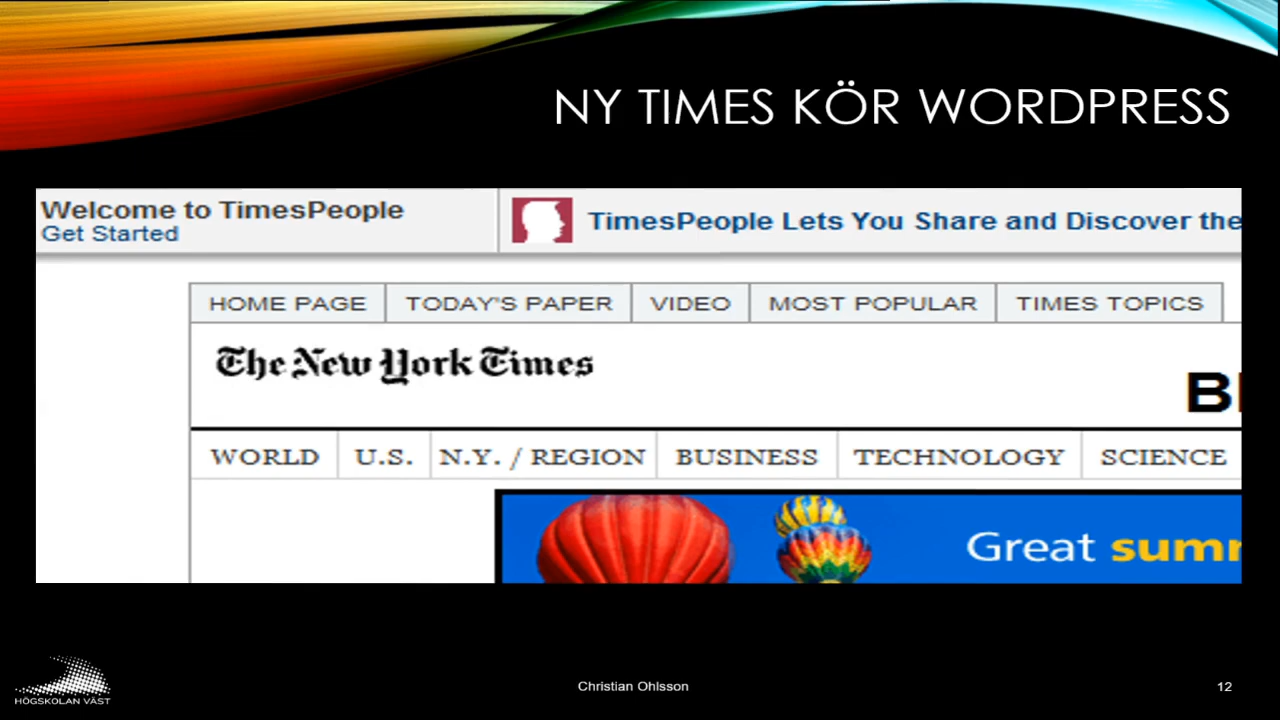 NY TIMES KÖR WORDPRESS
Welcome to TimesPeople
Get Started
TimesPeople Lets You Share and Discover the
HOME PAGE TODAY'S PAPER VIDEO MOST POPULAR TIMES TOPICS
The New York Times
WORLD U.S. N.Y. / REGION BUSINESS TECHNOLOGY SCIENCE
Great
HÖGSKOLAN VÄST
Christian Ohlsson
12